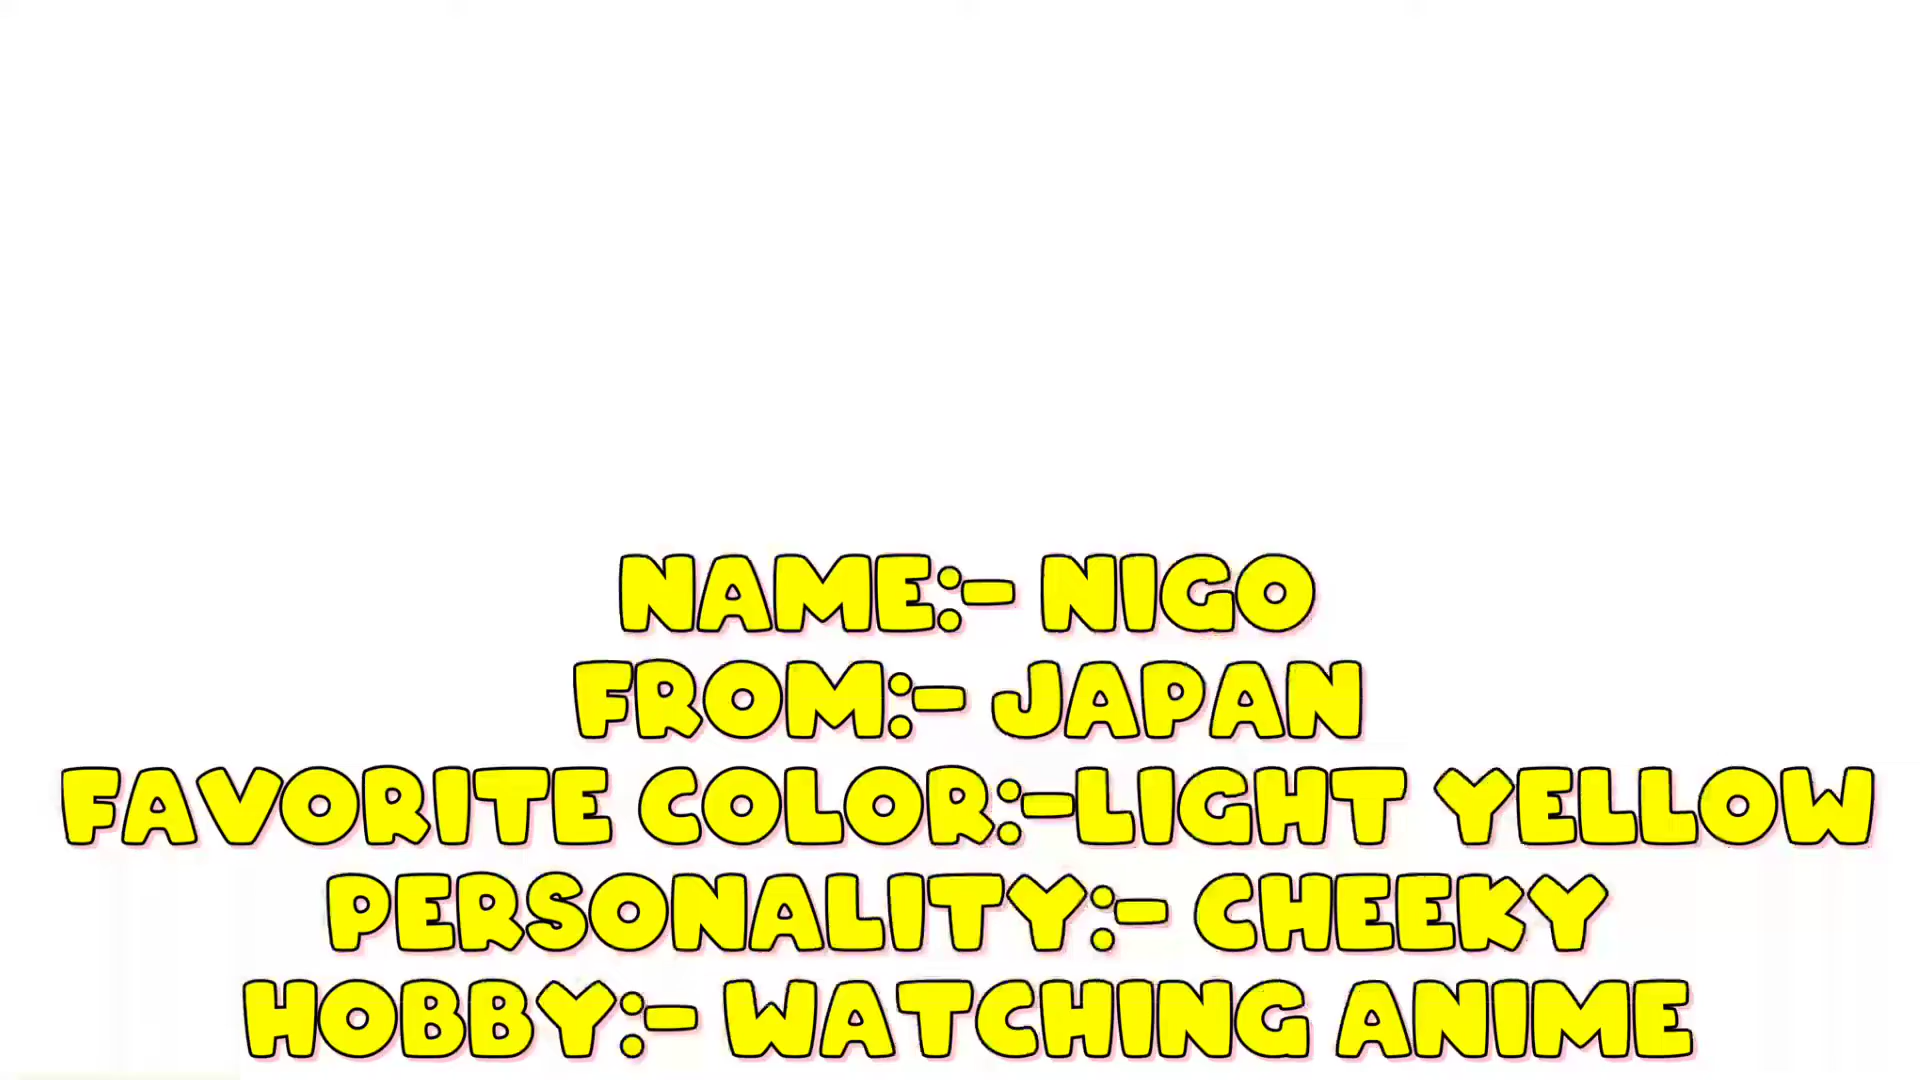 NAME:- NIGO
FROM:- JAPAN
FAVORITE COLOR:-LIGHT YELLOW
PERSONALITY:- CHEEKY
HOBBY:- WATCHING ANIME